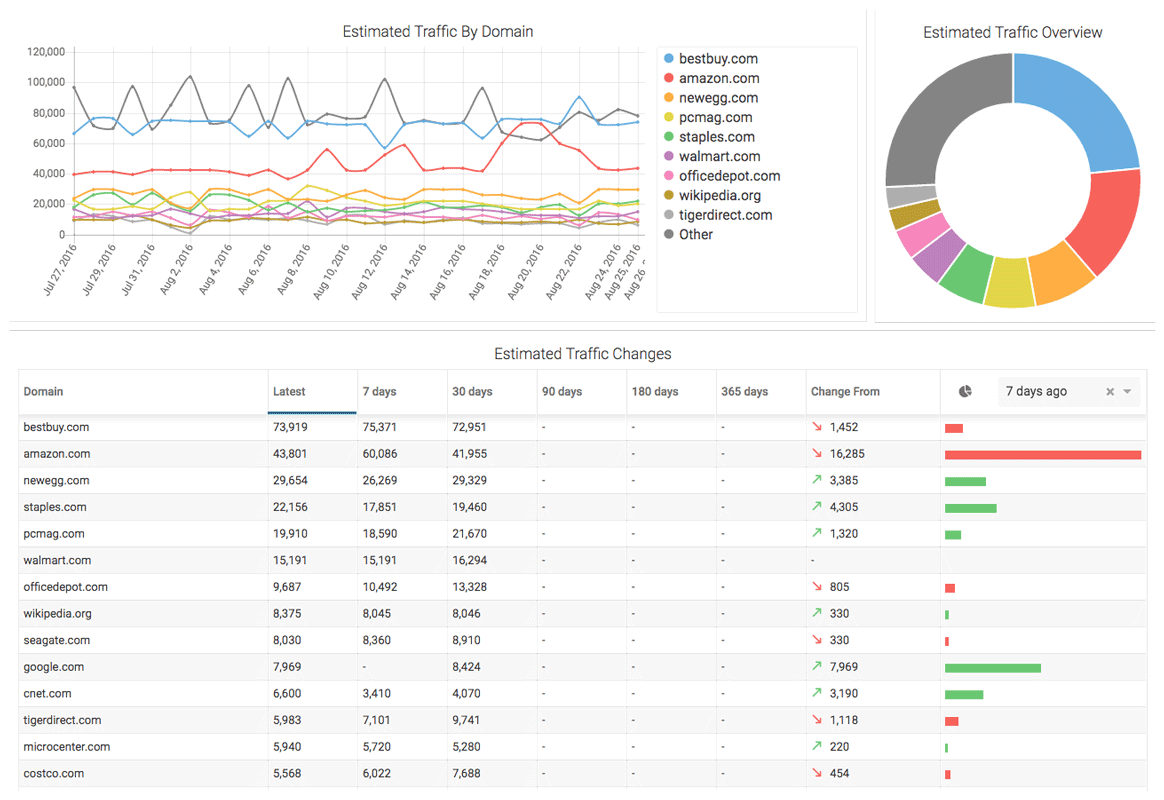 Estimated Traffic By Domain
120,000
100,000
80,000
60,000
40,000
20,000
0
Jul 27, 2016
Jul 29, 2016
Jul 31, 2016
Aug 2, 2016
Aug 4, 2016
Aug 6, 2016
Aug 8, 2016
Aug 10, 2016
Aug 12, 2016
Aug 14, 2016
Aug 16, 2016
Aug 18, 2016
Aug 20, 2016
Aug 22, 2016
Aug 24, 2016
Aug 25, 2016
Aug 26
bestbuy.com
amazon.com
newegg.com
pcmag.com
staples.com
walmart.com
officedepot.com
wikipedia.org
tigerdirect.com
Other
Estimated Traffic Overview
Estimated Traffic Changes
Domain Latest 7 days 30 days 90 days 180 days 365 days Change From 7 days ago
bestbuy.com 73,919 75,371 72,951 - - - 1,452
amazon.com 43,801 60,086 41,955 - - - 16,285
newegg.com 29,654 26,269 29,329 - - - 3,385
staples.com 22,156 17,851 19,460 - - - 4,305
pcmag.com 19,910 18,590 21,670 - - - 1,320
walmart.com 15,191 15,191 16,294 - - - -
officedepot.com 9,687 10,492 13,328 - - - 805
wikipedia.org 8,375 8,045 8,046 - - - 330
seagate.com 8,030 8,360 8,910 - - - 330
google.com 7,969 - 8,424 - - - 7,969
cnet.com 6,600 3,410 4,070 - - - 3,190
tigerdirect.com 5,983 7,101 9,741 - - - 1,118
microcenter.com 5,940 5,720 5,280 - - - 220
costco.com 5,568 6,022 7,688 - - - 454